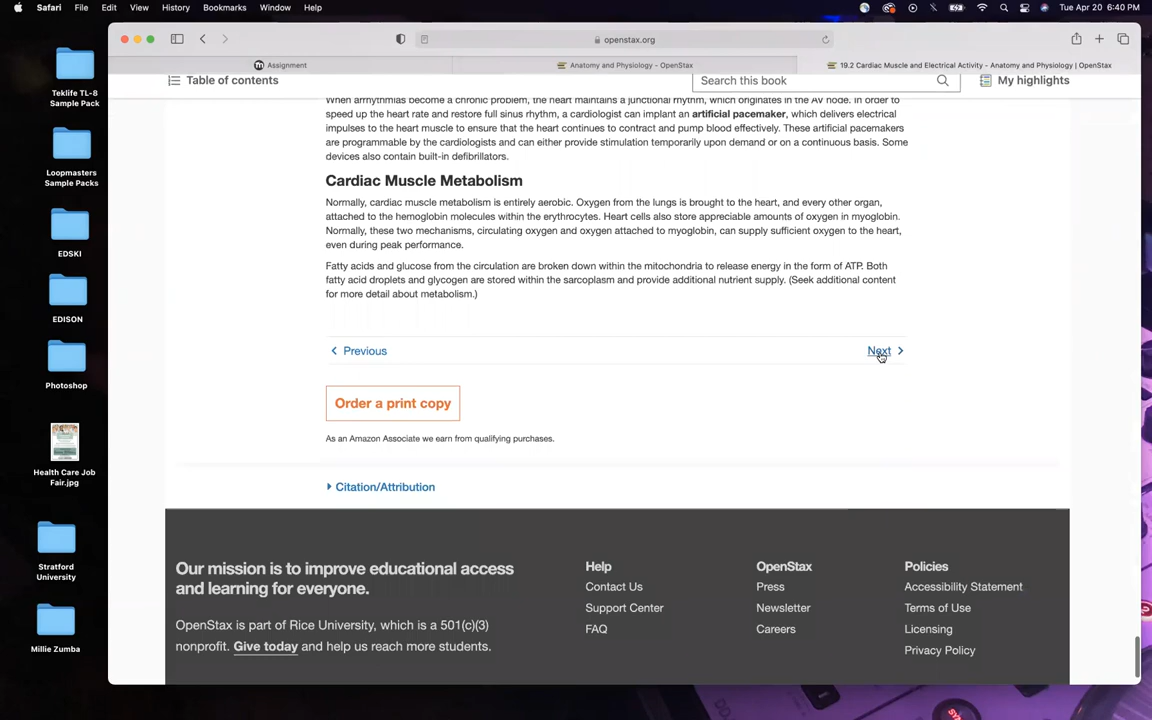 Safari File Edit View History Bookmarks Window Help
Tue Apr 20 6:40 PM
openstax.org
Assignment
Anatomy and Physiology - OpenStax
19.2 Cardiac Muscle and Electrical Activity - Anatomy and Physiology | OpenStax
Table of contents
Search this book
My highlights
When arrhythmias become a chronic problem, the heart maintains a junctional rhythm, which originates in the AV node. In order to
speed up the heart rate and restore full sinus rhythm, a cardiologist can implant an artificial pacemaker, which delivers electrical
impulses to the heart muscle to ensure that the heart continues to contract and pump blood effectively. These artificial pacemakers
are programmable by the cardiologists and can either provide stimulation temporarily upon demand or on a continuous basis. Some
devices also contain built-in defibrillators.
Cardiac Muscle Metabolism
Normally, cardiac muscle metabolism is entirely aerobic. Oxygen from the lungs is brought to the heart, and every other organ,
attached to the hemoglobin molecules within the erythrocytes. Heart cells also store appreciable amounts of oxygen in myoglobin.
Normally, these two mechanisms, circulating oxygen and oxygen attached to myoglobin, can supply sufficient oxygen to the heart,
even during peak performance.
Fatty acids and glucose from the circulation are broken down within the mitochondria to release energy in the form of ATP. Both
fatty acid droplets and glycogen are stored within the sarcoplasm and provide additional nutrient supply. (Seek additional content
for more detail about metabolism.)
Previous
Next
Order a print copy
As an Amazon Associate we earn from qualifying purchases.
Citation/Attribution
Our mission is to improve educational access
and learning for everyone.
OpenStax is part of Rice University, which is a 501(c)(3)
nonprofit. Give today and help us reach more students.
Help
Contact Us
Support Center
FAQ
OpenStax
Press
Newsletter
Careers
Policies
Accessibility Statement
Terms of Use
Licensing
Privacy Policy
Teklife TL-8
Sample Pack
Loopmasters
Sample Packs
EDSKI
EDISON
Photoshop
Health Care Job
Fair.jpg
Stratford
University
Millie Zumba